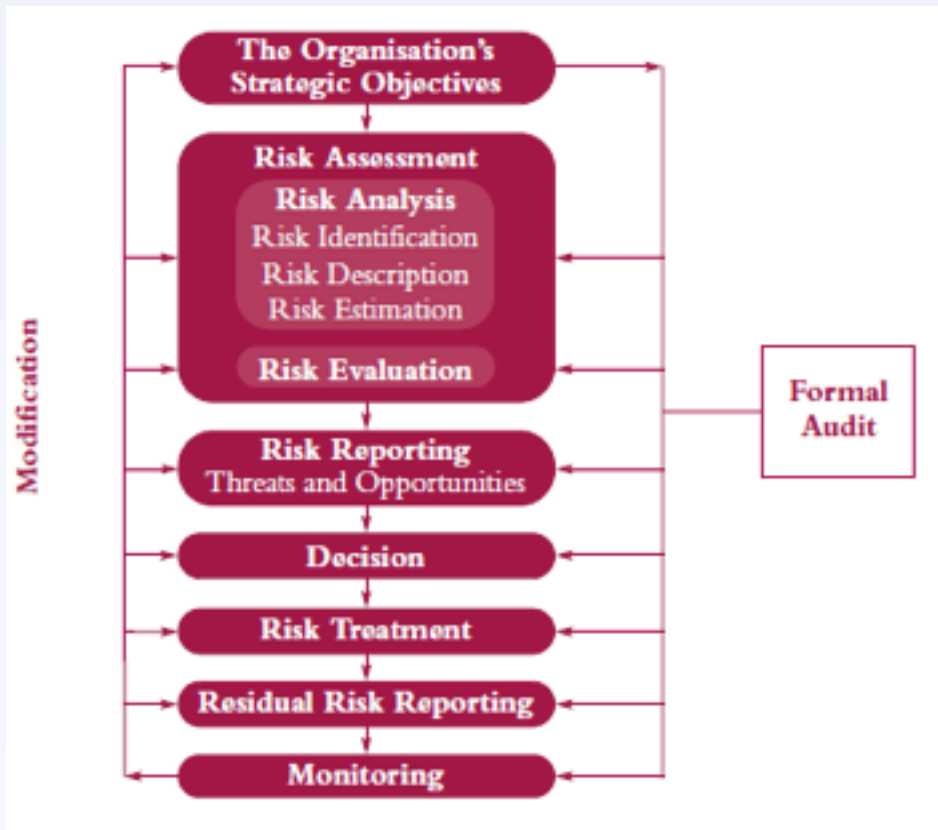 The Organisation's
Strategic Objectives
Risk Assessment
Risk Analysis
Risk Identification
Risk Description
Risk Estimation
Risk Evaluation
Modification
Formal
Audit
Risk Reporting
Threats and Opportunities
Decision
Risk Treatment
Residual Risk Reporting
Monitoring